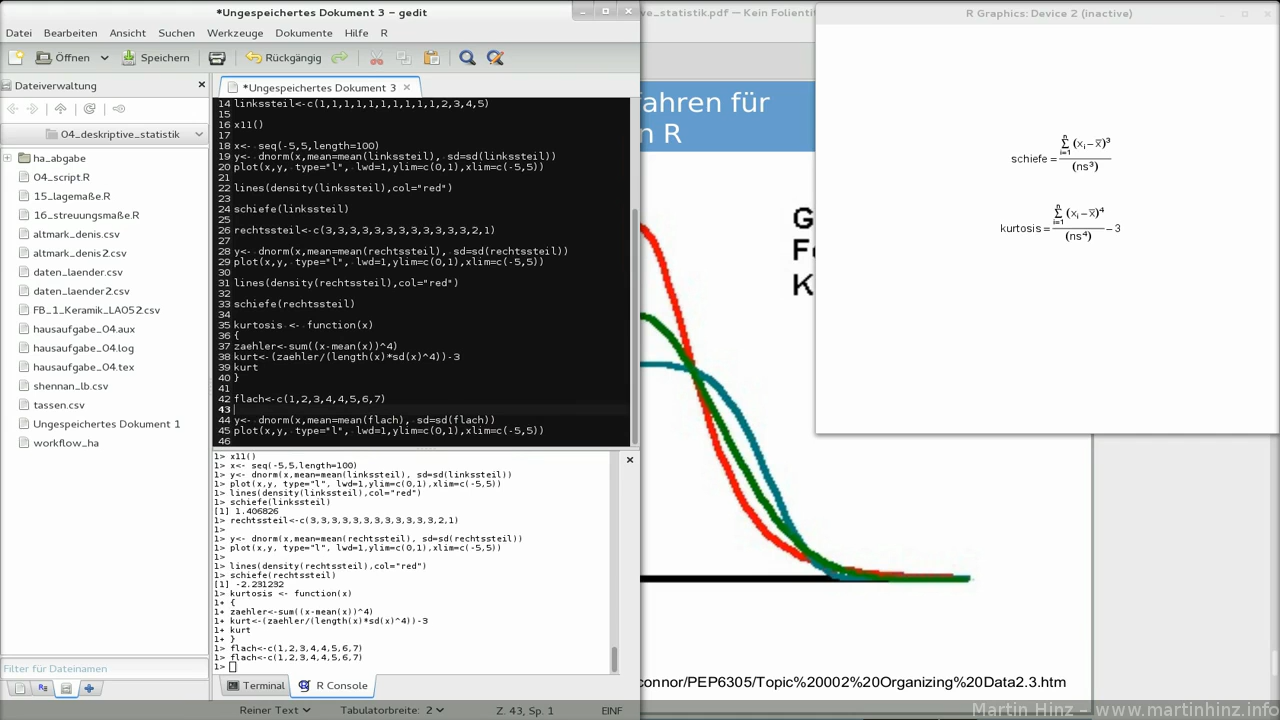 *Ungespeichertes Dokument 3 - gedit
ve_statistik.pdf — Kein Folientit
R Graphics: Device 2 (inactive)
Datei Bearbeiten Ansicht Suchen Werkzeuge Dokumente Hilfe R
Öffnen Speichern Rückgängig
Dateiverwaltung
*Ungespeichertes Dokument 3
04_deskriptive_statistik
ha_abgabe
04_script.R
15_lagemaße.R
16_streuungsmaße.R
altmark_denis.csv
altmark_denis2.csv
daten_laender.csv
daten_laender2.csv
FB_1_Keramik_LA052.csv
hausaufgabe_04.aux
hausaufgabe_04.log
hausaufgabe_04.tex
shennan_lb.csv
tassen.csv
Ungespeichertes Dokument 1
workflow_ha
Filter für Dateinamen
14 linkssteil<-c(1,1,1,1,1,1,1,1,1,1,2,3,4,5)
15
16 x11()
17
18 x<- seq(-5,5,length=100)
19 y<- dnorm(x,mean=mean(linkssteil), sd=sd(linkssteil))
20 plot(x,y, type="l", lwd=1,ylim=c(0,1),xlim=c(-5,5))
21
22 lines(density(linkssteil),col="red")
23
24 schiefe(linkssteil)
25
26 rechtssteil<-c(3,3,3,3,3,3,3,3,3,3,3,3,2,1)
27
28 y<- dnorm(x,mean=mean(rechtssteil), sd=sd(rechtssteil))
29 plot(x,y, type="l", lwd=1,ylim=c(0,1),xlim=c(-5,5))
30
31 lines(density(rechtssteil),col="red")
32
33 schiefe(rechtssteil)
34
35 kurtosis <- function(x)
36 {
37 zaehler<-sum((x-mean(x))^4)
38 kurt<-(zaehler/(length(x)*sd(x)^4))-3
39 kurt
40 }
41
42 flach<-c(1,2,3,4,4,5,6,7)
43
44 y<- dnorm(x,mean=mean(flach), sd=sd(flach))
45 plot(x,y, type="l", lwd=1,ylim=c(0,1),xlim=c(-5,5))
46
1> x11()
1> x<- seq(-5,5,length=100)
1> y<- dnorm(x,mean=mean(linkssteil), sd=sd(linkssteil))
1> plot(x,y, type="l", lwd=1,ylim=c(0,1),xlim=c(-5,5))
1> lines(density(linkssteil),col="red")
1> schiefe(linkssteil)
[1] 1.406826
1> rechtssteil<-c(3,3,3,3,3,3,3,3,3,3,3,3,2,1)
1>
1> y<- dnorm(x,mean=mean(rechtssteil), sd=sd(rechtssteil))
1> plot(x,y, type="l", lwd=1,ylim=c(0,1),xlim=c(-5,5))
1>
1> lines(density(rechtssteil),col="red")
1> schiefe(rechtssteil)
[1] -2.231232
1> kurtosis <- function(x)
1+ {
1+ zaehler<-sum((x-mean(x))^4)
1+ kurt<-(zaehler/(length(x)*sd(x)^4))-3
1+ kurt
1+ }
1> flach<-c(1,2,3,4,4,5,6,7)
1> flach<-c(1,2,3,4,4,5,6,7)
1>
Terminal R Console
Reiner Text Tabulatorbreite: 2 Z. 43, Sp. 1 EINF
ahren für
n R
G
Fo
K
schiefe = ∑ⁿᵢ₌₁ (xᵢ − x̅)³ / (ns³)
kurtosis = ∑ⁿᵢ₌₁ (xᵢ − x̅)⁴ / (ns⁴) − 3
connor/PEP6305/Topic%20002%20Organizing%20Data2.3.htm
Martin Hinz - www.martinhinz.info